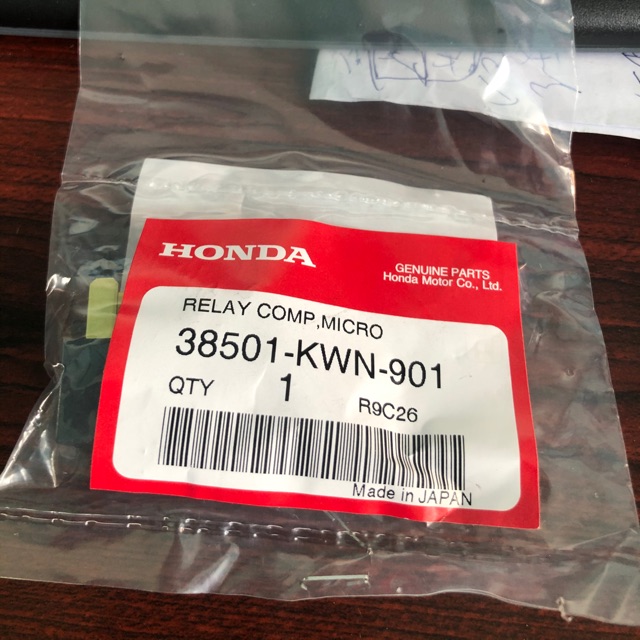 HONDA
GENUINE PARTS
Honda Motor Co., Ltd.
RELAY COMP,MICRO
38501-KWN-901
QTY 1 R9C26
Made in JAPAN